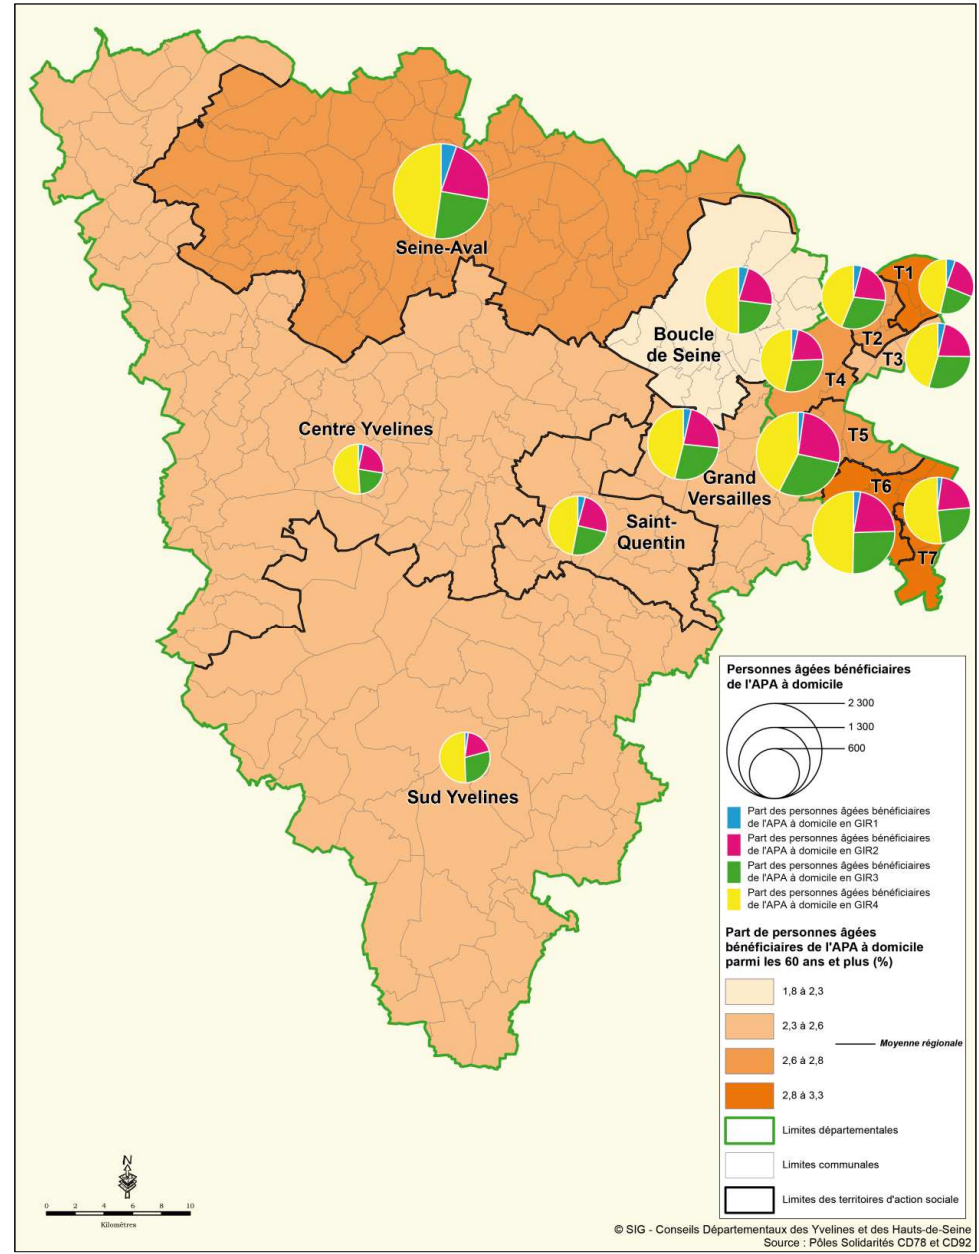 Seine-Aval
Boucle
de Seine
T1
T2
T3
T4
Centre Yvelines
T5
Grand
Versailles
T6
Saint-
Quentin
T7
Sud Yvelines
Personnes âgées bénéficiaires
de l'APA à domicile
2 300
1 300
600
Part des personnes âgées bénéficiaires
de l'APA à domicile en GIR1
Part des personnes âgées bénéficiaires
de l'APA à domicile en GIR2
Part des personnes âgées bénéficiaires
de l'APA à domicile en GIR3
Part des personnes âgées bénéficiaires
de l'APA à domicile en GIR4
Part de personnes âgées
bénéficiaires de l'APA à domicile
parmi les 60 ans et plus (%)
1,8 à 2,3
2,3 à 2,6
Moyenne régionale
2,6 à 2,8
2,8 à 3,3
Limites départementales
Limites communales
Limites des territoires d'action sociale
N
0 2 4 6 8 10
Kilomètres
© SIG - Conseils Départementaux des Yvelines et des Hauts-de-Seine
Source : Pôles Solidarités CD78 et CD92